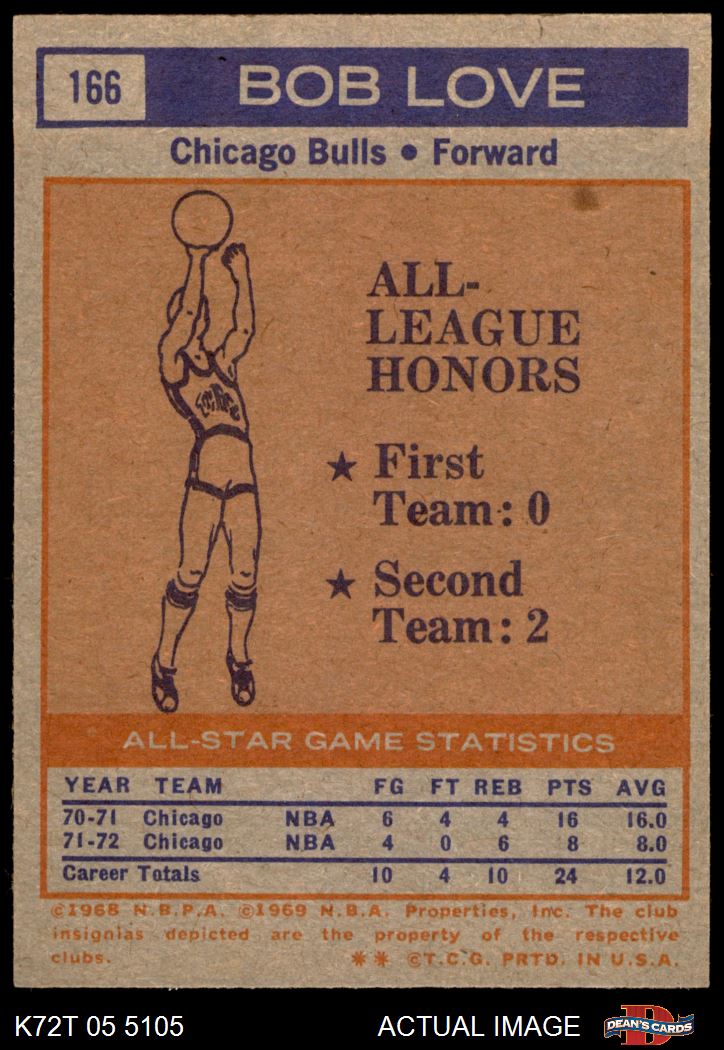 166 BOB LOVE
Chicago Bulls • Forward
ALL-
LEAGUE
HONORS
★ First
Team: 0
★ Second
Team: 2
ALL-STAR GAME STATISTICS
YEAR TEAM FG FT REB PTS AVG
70-71 Chicago NBA 6 4 4 16 16.0
71-72 Chicago NBA 4 0 6 8 8.0
Career Totals 10 4 10 24 12.0
©1968 N.B.P.A. ©1969 N.B.A. Properties, Inc. The club
insignias depicted are the property of the respective
clubs. ** ©T.C.G. PRTD. IN U.S.A.
K72T 05 5105 ACTUAL IMAGE DEAN'S CARDS